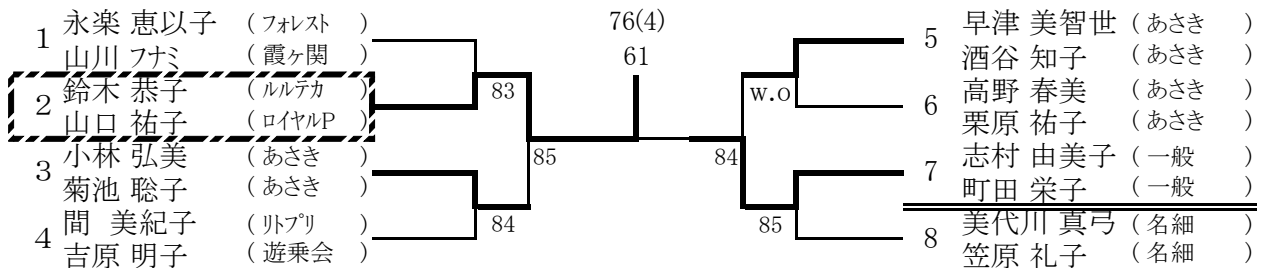 1 永楽 恵以子 (フォレスト)
山川 フナミ (霞ヶ関)
2 鈴木 恭子 (ルルテカ)
山口 祐子 (ロイヤルP)
3 小林 弘美 (あさき)
菊池 聡子 (あさき)
4 間 美紀子 (リトプリ)
吉原 明子 (遊乗会)
83
84
85
76(4)
61
84
w.o
85
5 早津 美智世 (あさき)
酒谷 知子 (あさき)
6 高野 春美 (あさき)
栗原 祐子 (あさき)
7 志村 由美子 (一般)
町田 栄子 (一般)
8 美代川 真弓 (名細)
笠原 礼子 (名細)